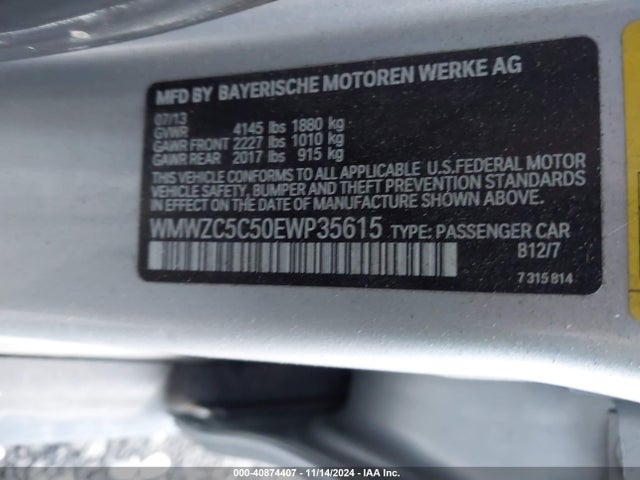 MFD BY BAYERISCHE MOTOREN WERKE AG
07/13
GVWR 4145 lbs 1880 kg
GAWR FRONT 2227 lbs 1010 kg
GAWR REAR 2017 lbs 915 kg
THIS VEHICLE CONFORMS TO ALL APPLICABLE U.S.FEDERAL MOTOR
VEHICLE SAFETY, BUMPER, AND THEFT PREVENTION STANDARDS
IN EFFECT ON THE DATE OF MANUFACTURE SHOWN ABOVE.
WMWZC5C50EWP35615 TYPE: PASSENGER CAR
B12/7
7 315 814
000-40874407 - 11/14/2024 - IAA Inc.